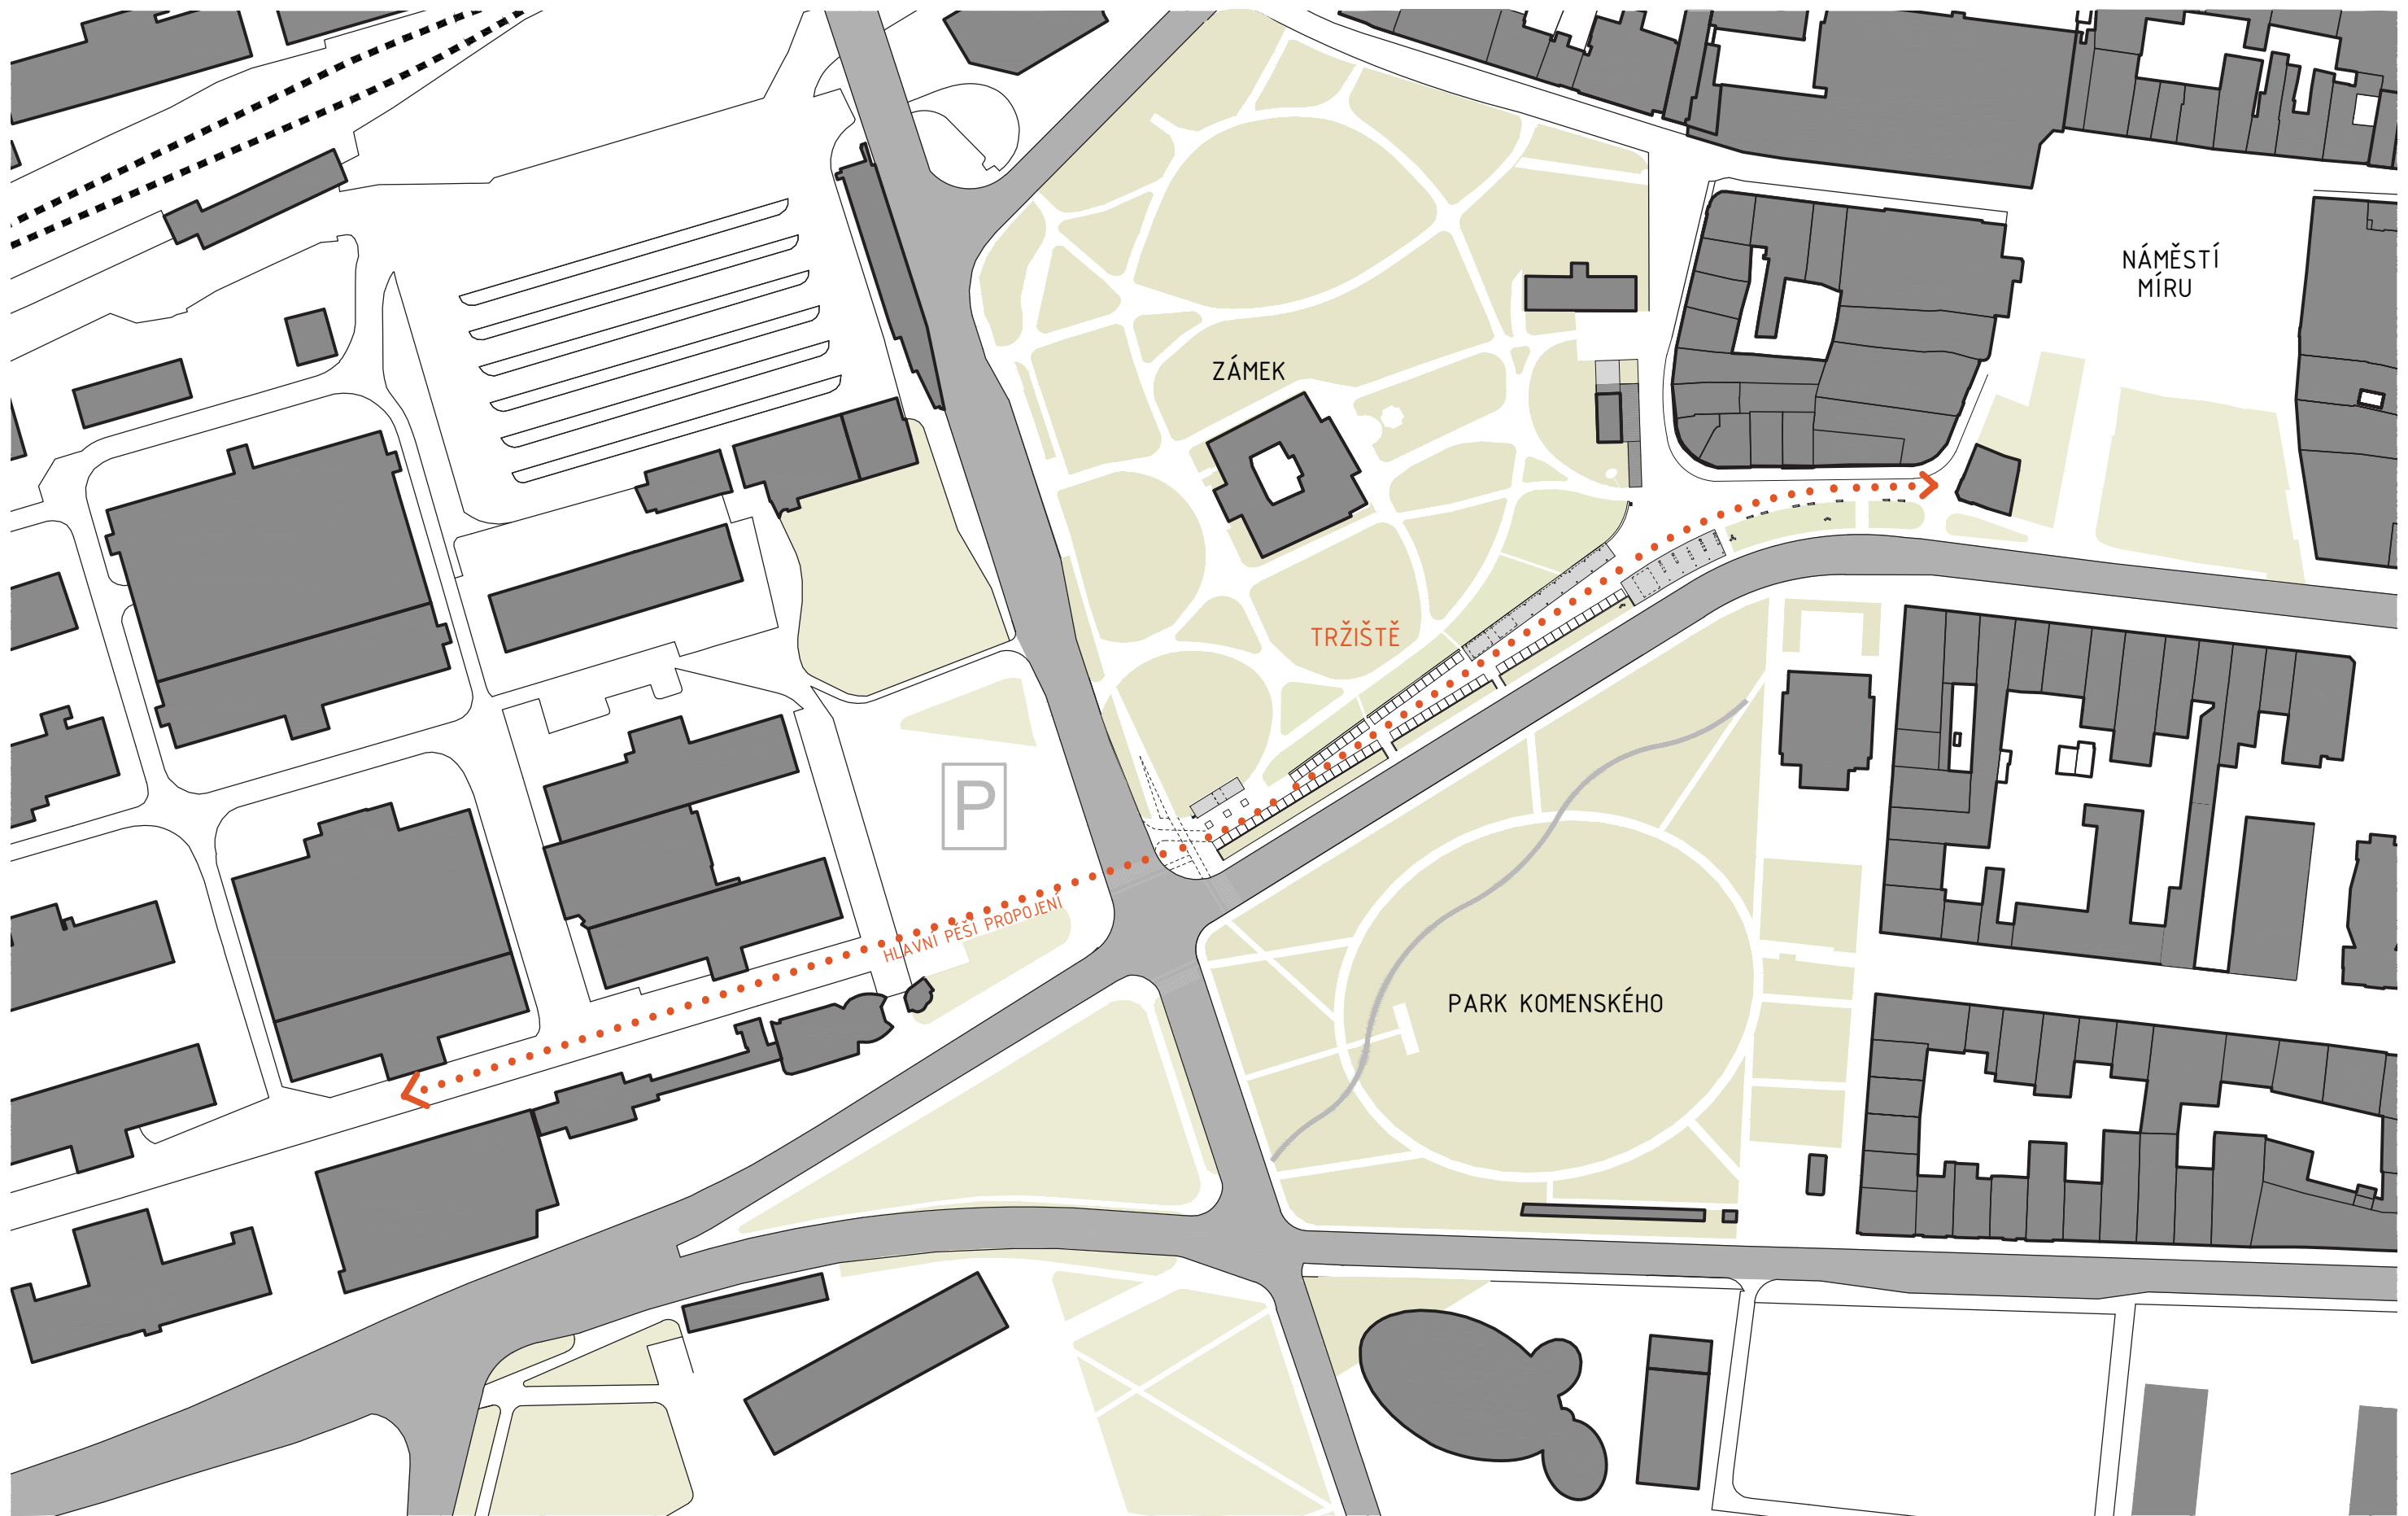 NÁMĚSTÍ
MÍRU
ZÁMEK
TRŽIŠTĚ
P
HLAVNÍ PĚŠÍ PROPOJENÍ
PARK KOMENSKÉHO